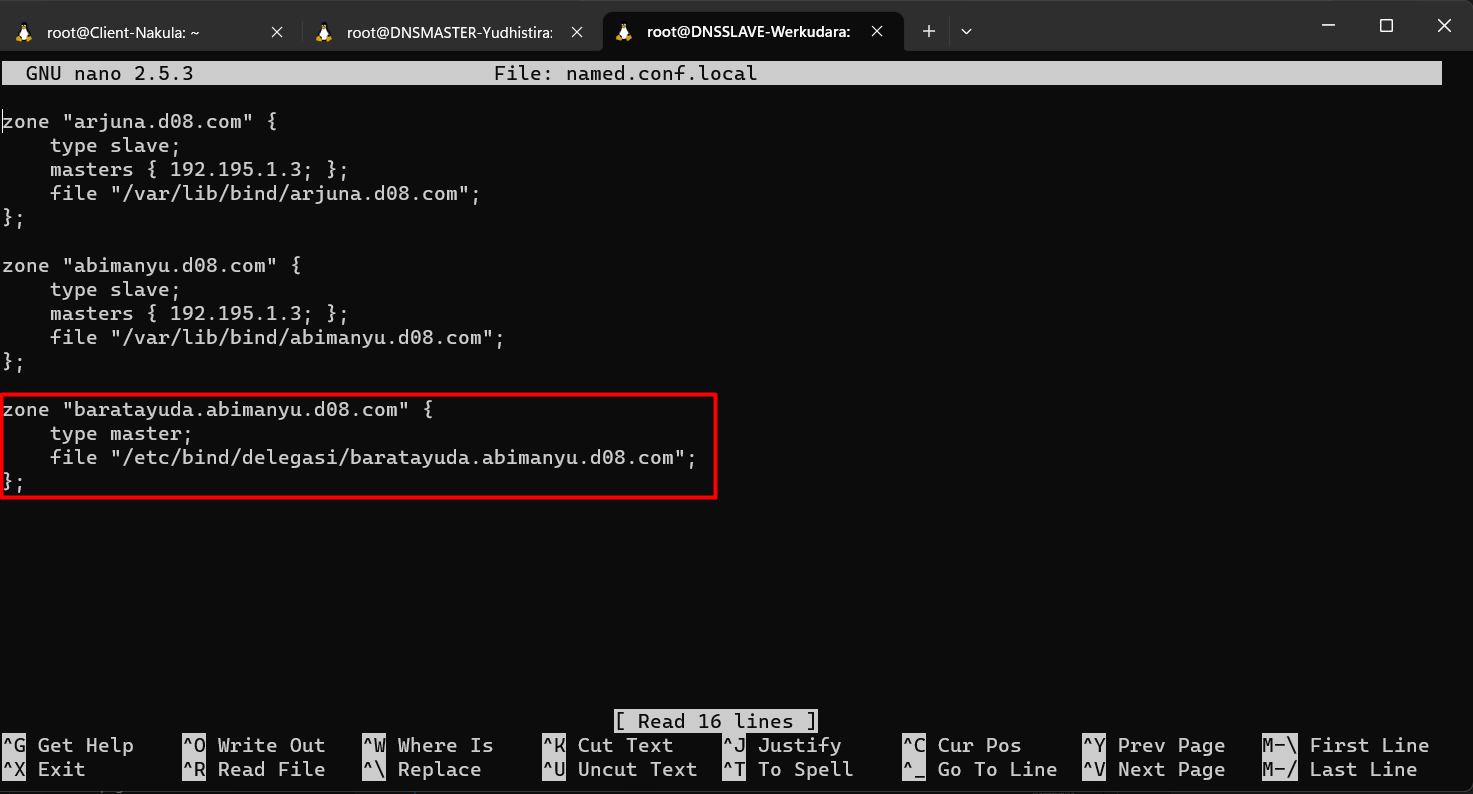 root@Client-Nakula: ~ root@DNSMASTER-Yudhistira: root@DNSSLAVE-Werkudara:
GNU nano 2.5.3 File: named.conf.local
zone "arjuna.d08.com" {
    type slave;
    masters { 192.195.1.3; };
    file "/var/lib/bind/arjuna.d08.com";
};
zone "abimanyu.d08.com" {
    type slave;
    masters { 192.195.1.3; };
    file "/var/lib/bind/abimanyu.d08.com";
};
zone "baratayuda.abimanyu.d08.com" {
    type master;
    file "/etc/bind/delegasi/baratayuda.abimanyu.d08.com";
};
[ Read 16 lines ]
^G Get Help ^O Write Out ^W Where Is ^K Cut Text ^J Justify ^C Cur Pos ^Y Prev Page M-\ First Line
^X Exit ^R Read File ^\ Replace ^U Uncut Text ^T To Spell ^_ Go To Line ^V Next Page M-/ Last Line